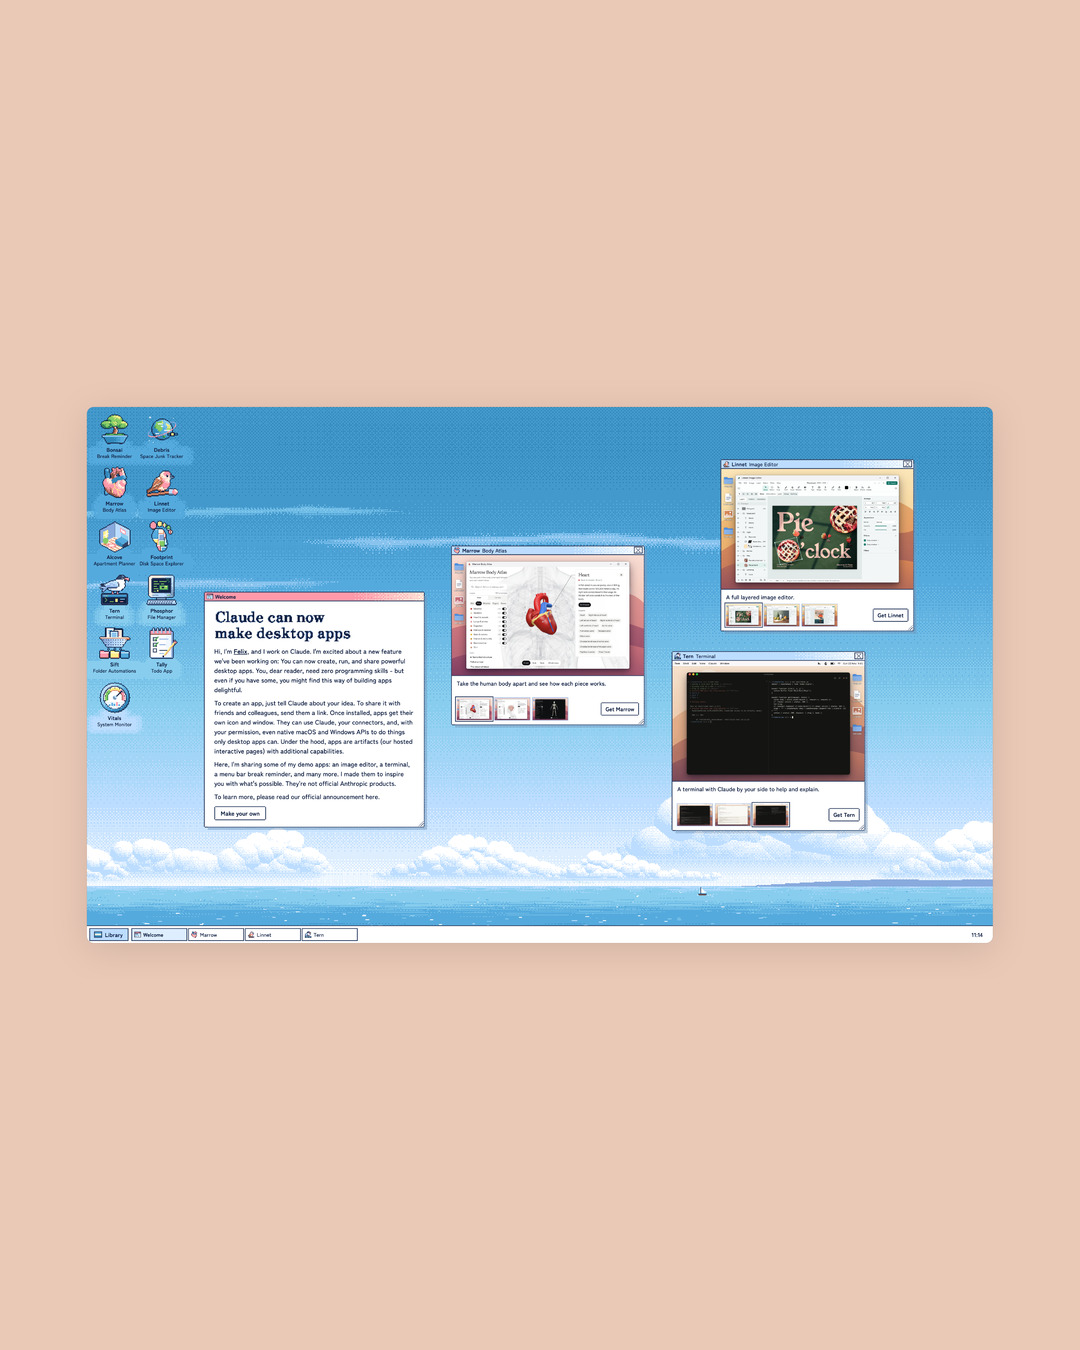 Bonsai
Break Reminder
Debris
Space Junk Tracker
Marrow
Body Atlas
Linnet
Image Editor
Alcove
Apartment Planner
Footprint
Disk Space Explorer
Tern
Terminal
Phosphor
File Manager
Sift
Folder Automations
Tally
Todo App
Vitals
System Monitor
Welcome
Claude can now
make desktop apps
Hi, I'm Felix, and I work on Claude. I'm excited about a new feature
we've been working on: You can now create, run, and share powerful
desktop apps. You, dear reader, need zero programming skills - but
even if you have some, you might find this way of building apps
delightful.
To create an app, just tell Claude about your idea. To share it with
friends and colleagues, send them a link. Once installed, apps get their
own icon and window. They can use Claude, your connectors, and, with
your permission, even native macOS and Windows APIs to do things
only desktop apps can. Under the hood, apps are artifacts (our hosted
interactive pages) with additional capabilities.
Here, I'm sharing some of my demo apps: an image editor, a terminal,
a menu bar break reminder, and many more. I made them to inspire
you with what's possible. They're not official Anthropic products.
To learn more, please read our official announcement here.
Make your own
Marrow Body Atlas
Marrow Body Atlas
Heart
Take the human body apart and see how each piece works.
Get Marrow
Linnet Image Editor
Pie
o'clock
A full layered image editor.
Get Linnet
Tern Terminal
A terminal with Claude by your side to help and explain.
Get Tern
Library
Welcome
Marrow
Linnet
Tern
11:14